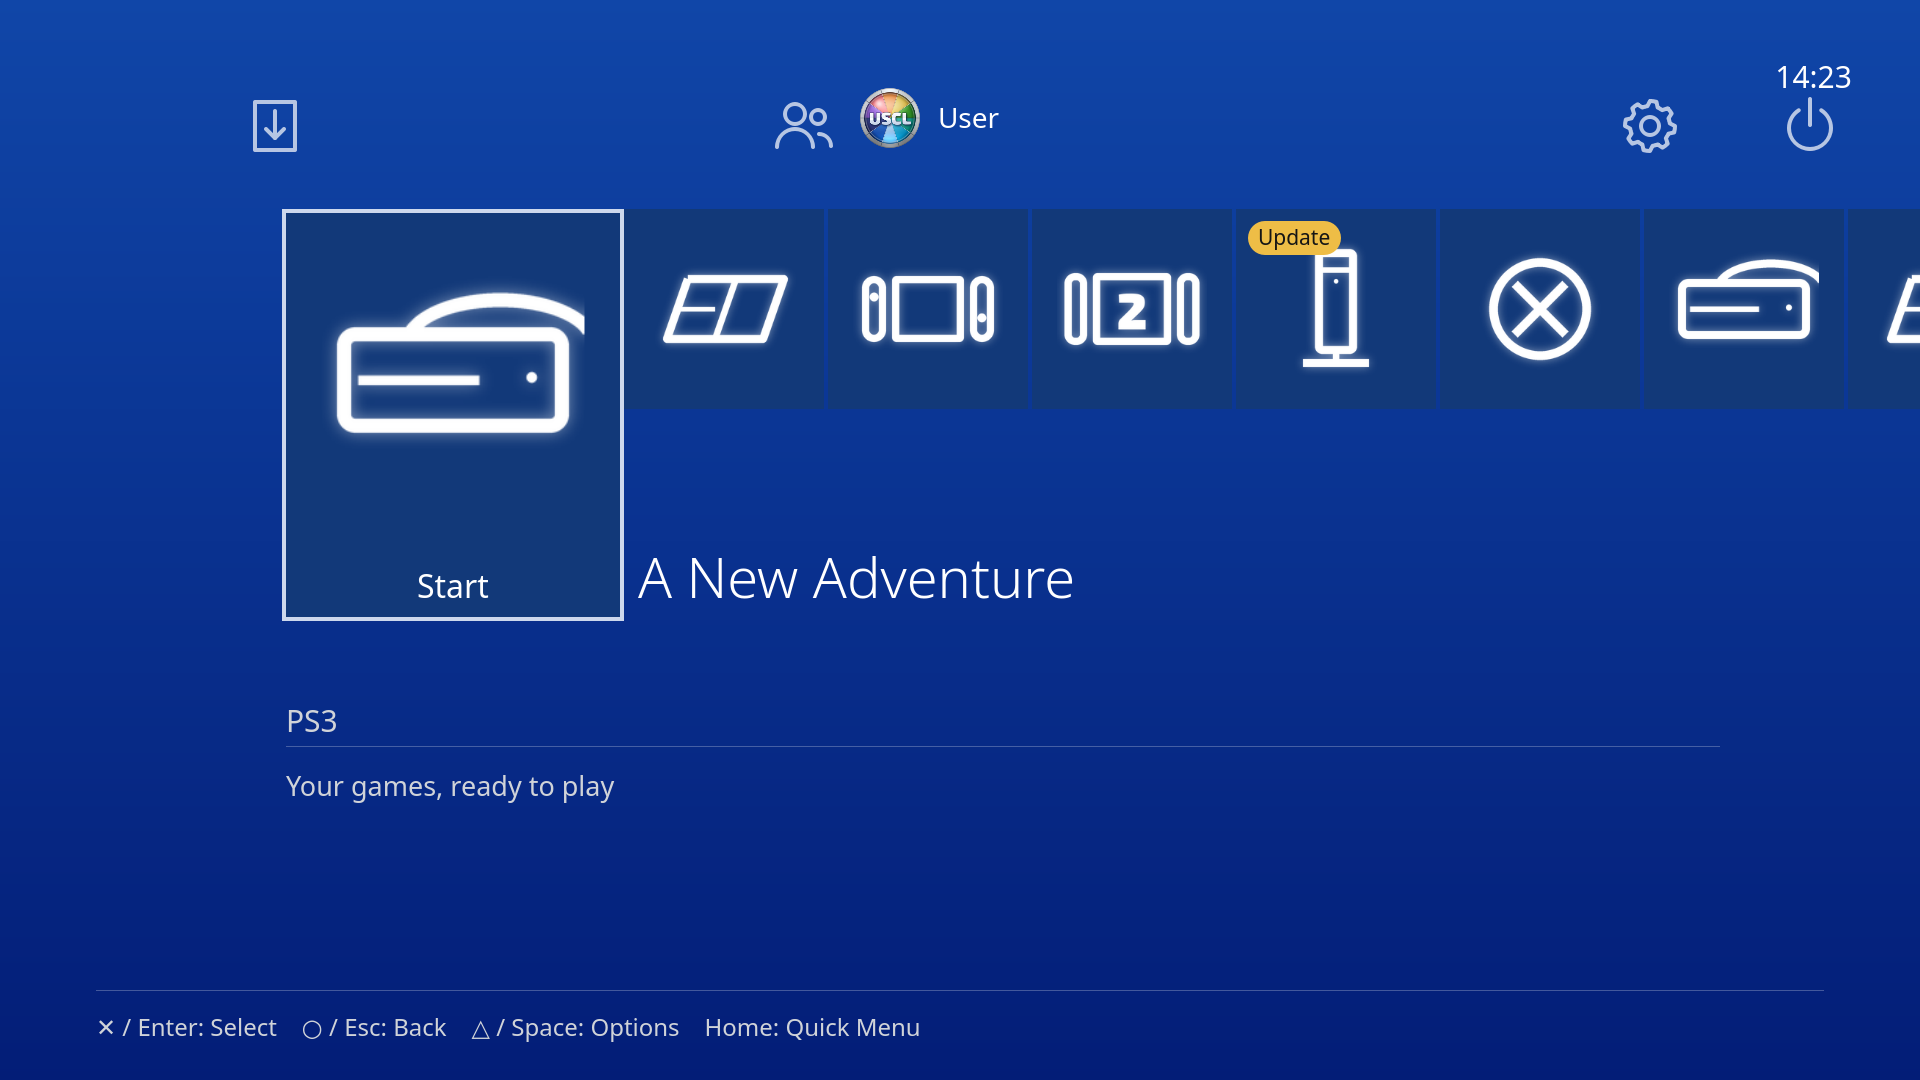 14:23
USCL
User
Update
2
Start
A New Adventure
PS3
Your games, ready to play
✕ / Enter: Select ○ / Esc: Back △ / Space: Options Home: Quick Menu